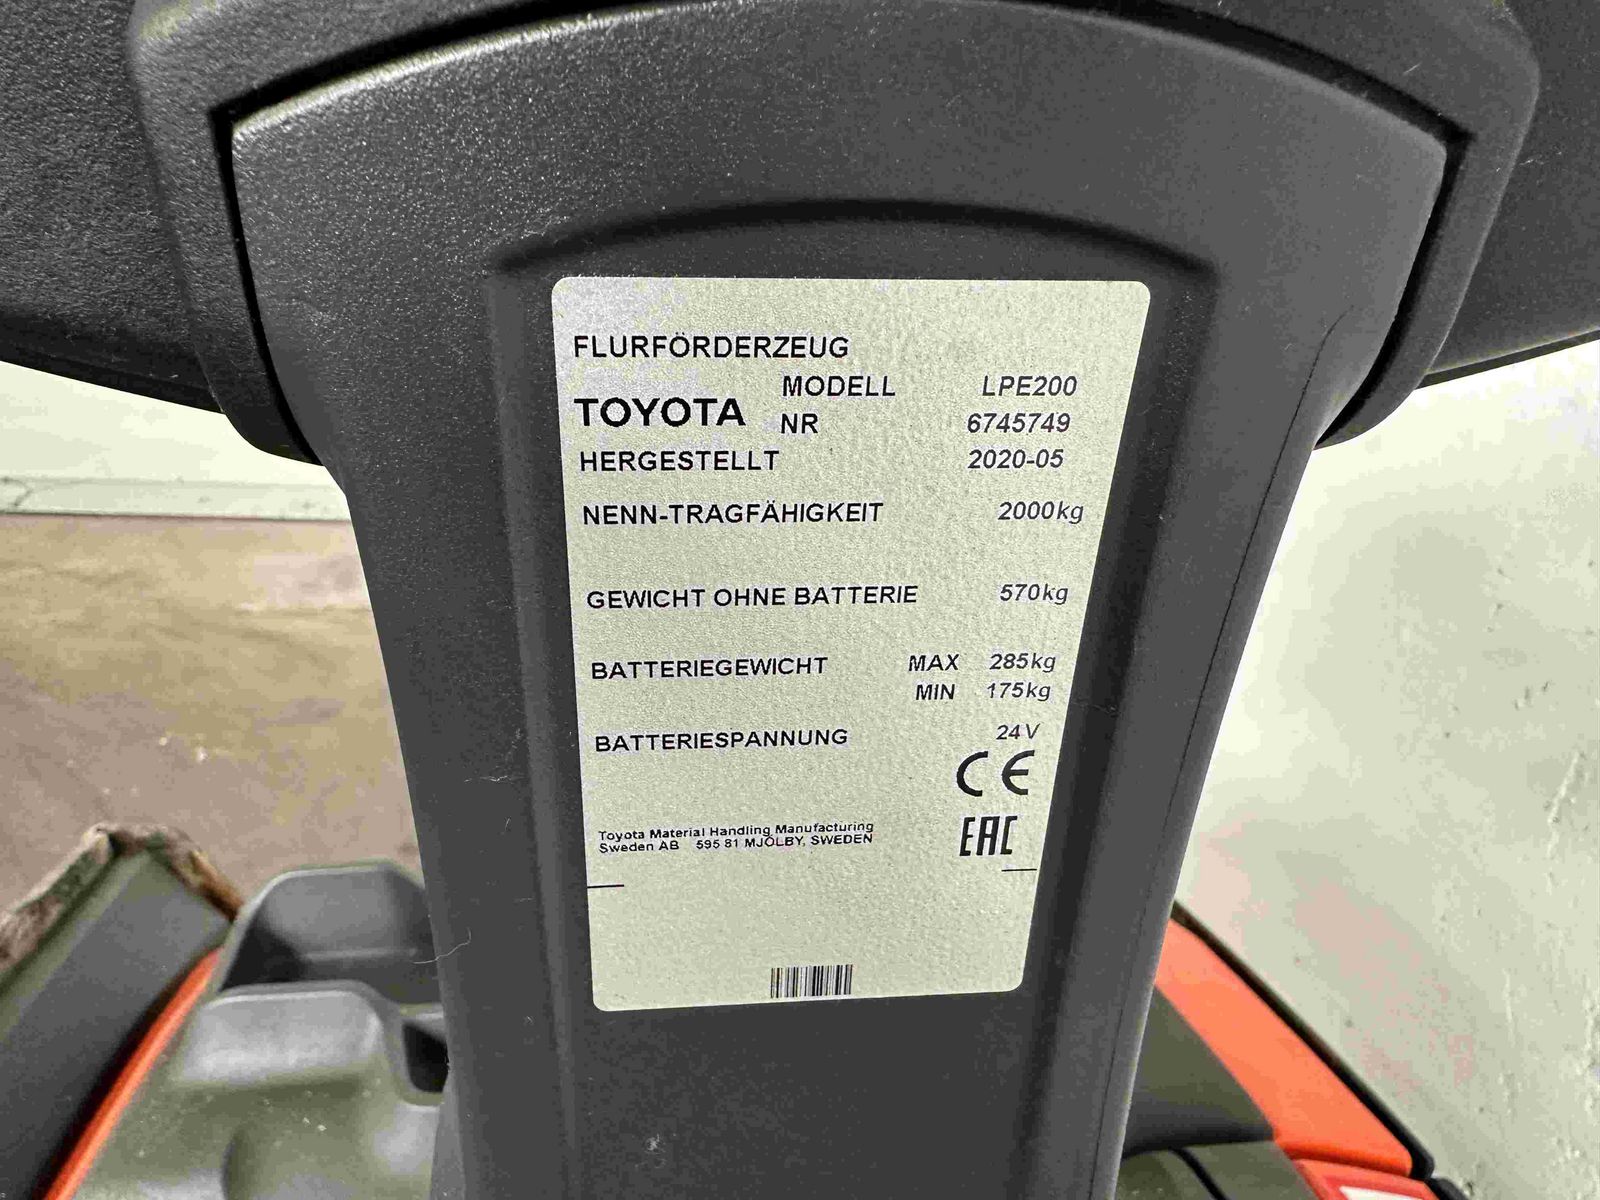 FLURFÖRDERZEUG
MODELL LPE200
TOYOTA NR 6745749
HERGESTELLT 2020-05
NENN-TRAGFÄHIGKEIT 2000kg
GEWICHT OHNE BATTERIE 570kg
BATTERIEGEWICHT MAX 285kg
MIN 175kg
BATTERIESPANNUNG 24V
CE
Toyota Material Handling Manufacturing
Sweden AB 595 81 MJÖLBY, SWEDEN
EAC